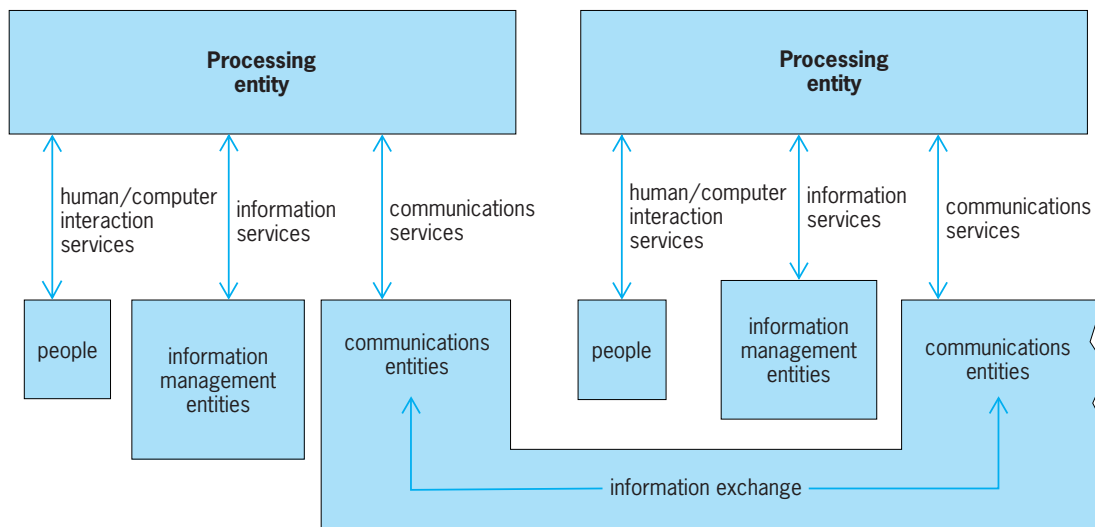 Processing
entity
Processing
entity
human/computer
interaction
services
information
services
communications
services
human/computer
interaction
services
information
services
communications
services
people
information
management
entities
communications
entities
people
information
management
entities
communications
entities
information exchange